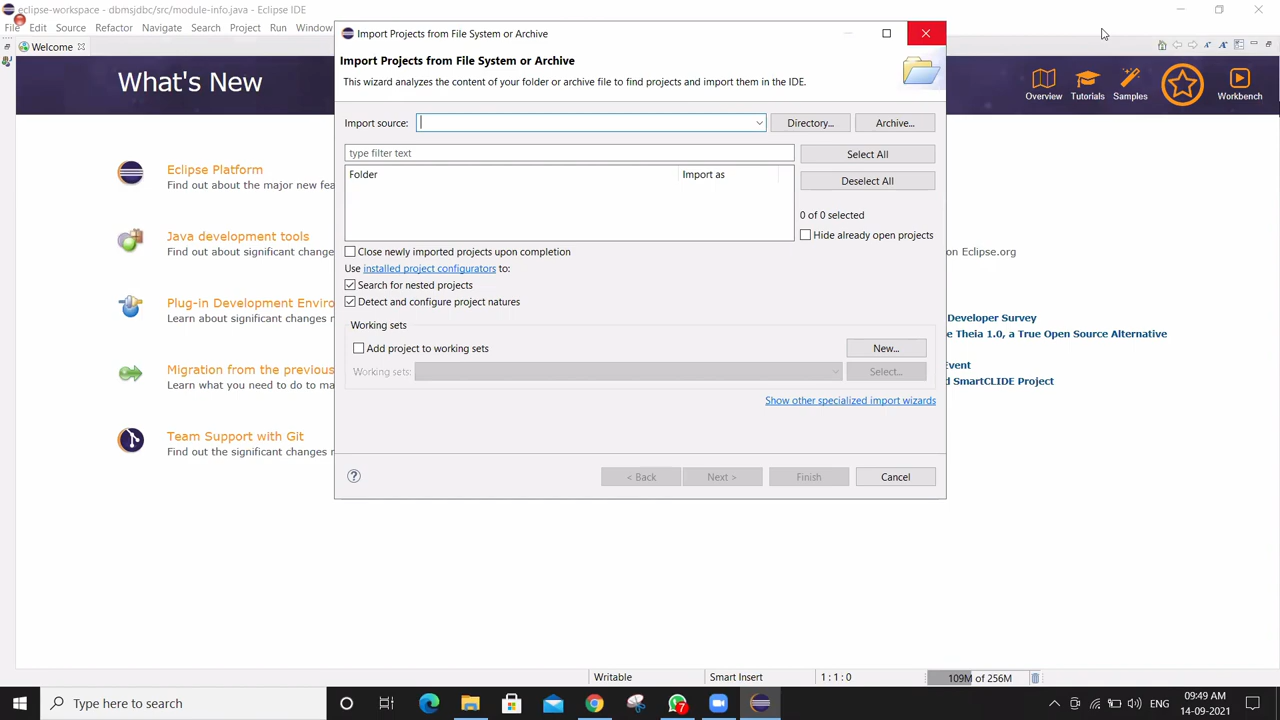 eclipse-workspace - dbmsjdbc/src/module-info.java - Eclipse IDE
File Edit Source Refactor Navigate Search Project Run Window
Welcome
What's New
Overview Tutorials Samples Workbench
Import Projects from File System or Archive
Import Projects from File System or Archive
This wizard analyzes the content of your folder or archive file to find projects and import them in the IDE.
Import source: Directory... Archive...
type filter text
Select All
Folder Import as
Deselect All
0 of 0 selected
Hide already open projects
Close newly imported projects upon completion
Use installed project configurators to:
Search for nested projects
Detect and configure project natures
Working sets
Add project to working sets New...
Working sets: Select...
Show other specialized import wizards
< Back Next > Finish Cancel
Eclipse Platform
Find out about the major new fea
Java development tools
Find out about significant change
Plug-in Development Enviro
Learn about significant changes
Migration from the previous
Learn what you need to do to ma
Team Support with Git
Find out the significant changes
on Eclipse.org
Developer Survey
e Theia 1.0, a True Open Source Alternative
Event
d SmartCLIDE Project
Writable Smart Insert 1 : 1 : 0 109M of 256M
Type here to search
7
ENG
09:49 AM
14-09-2021